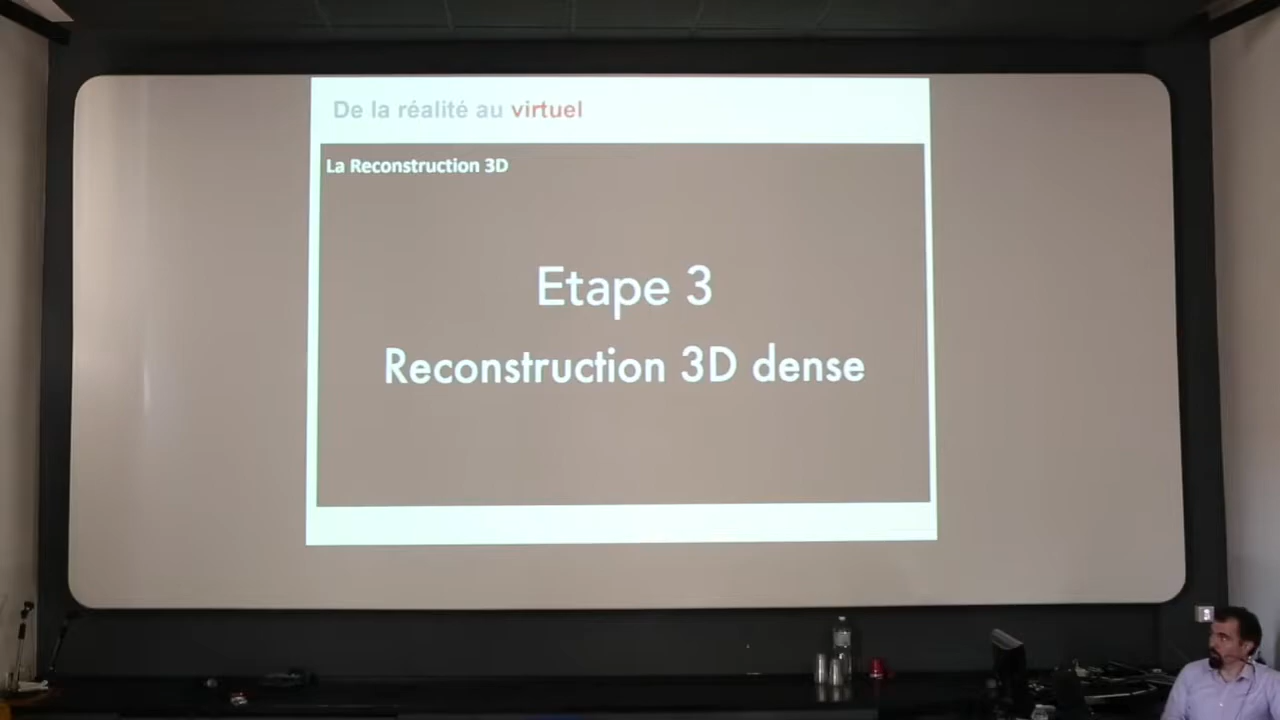 De la réalité au virtuel
La Reconstruction 3D
Etape 3
Reconstruction 3D dense